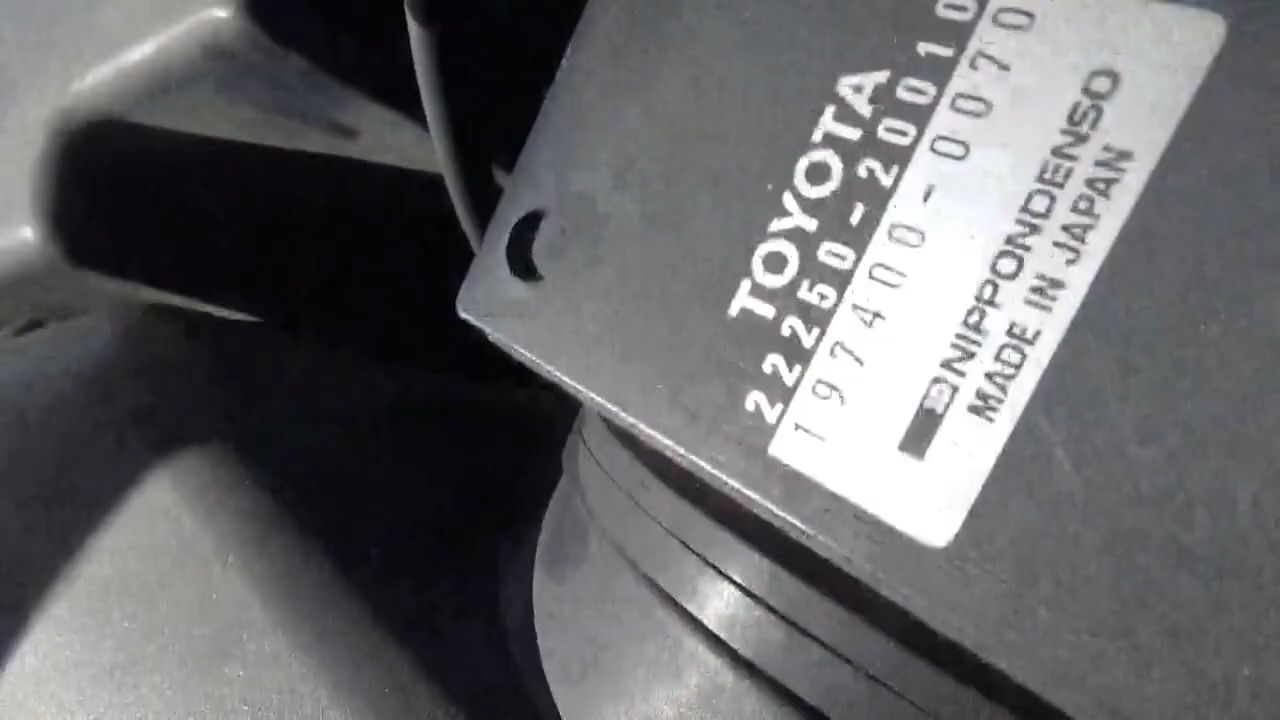 TOYOTA
22250-20010
197400-0070
NIPPONDENSO
MADE IN JAPAN